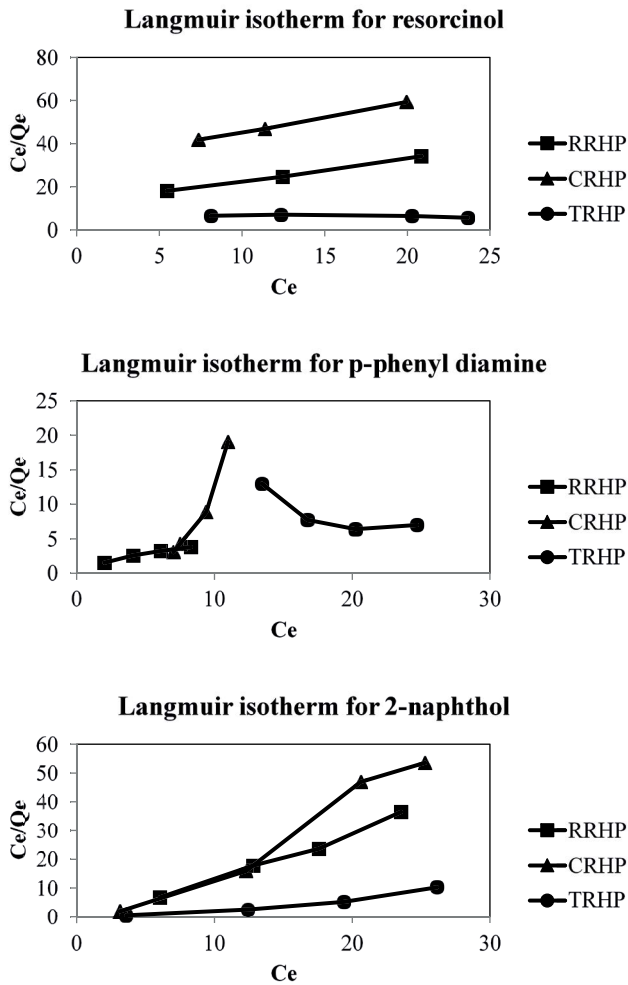 Langmuir isotherm for resorcinol
80
60
40
20
0
Ce/Qe
0 5 10 15 20 25
Ce
RRHP
CRHP
TRHP
Langmuir isotherm for p-phenyl diamine
25
20
15
10
5
0
Ce/Qe
0 10 20 30
Ce
RRHP
CRHP
TRHP
Langmuir isotherm for 2-naphthol
60
50
40
30
20
10
0
Ce/Qe
0 10 20 30
Ce
RRHP
CRHP
TRHP